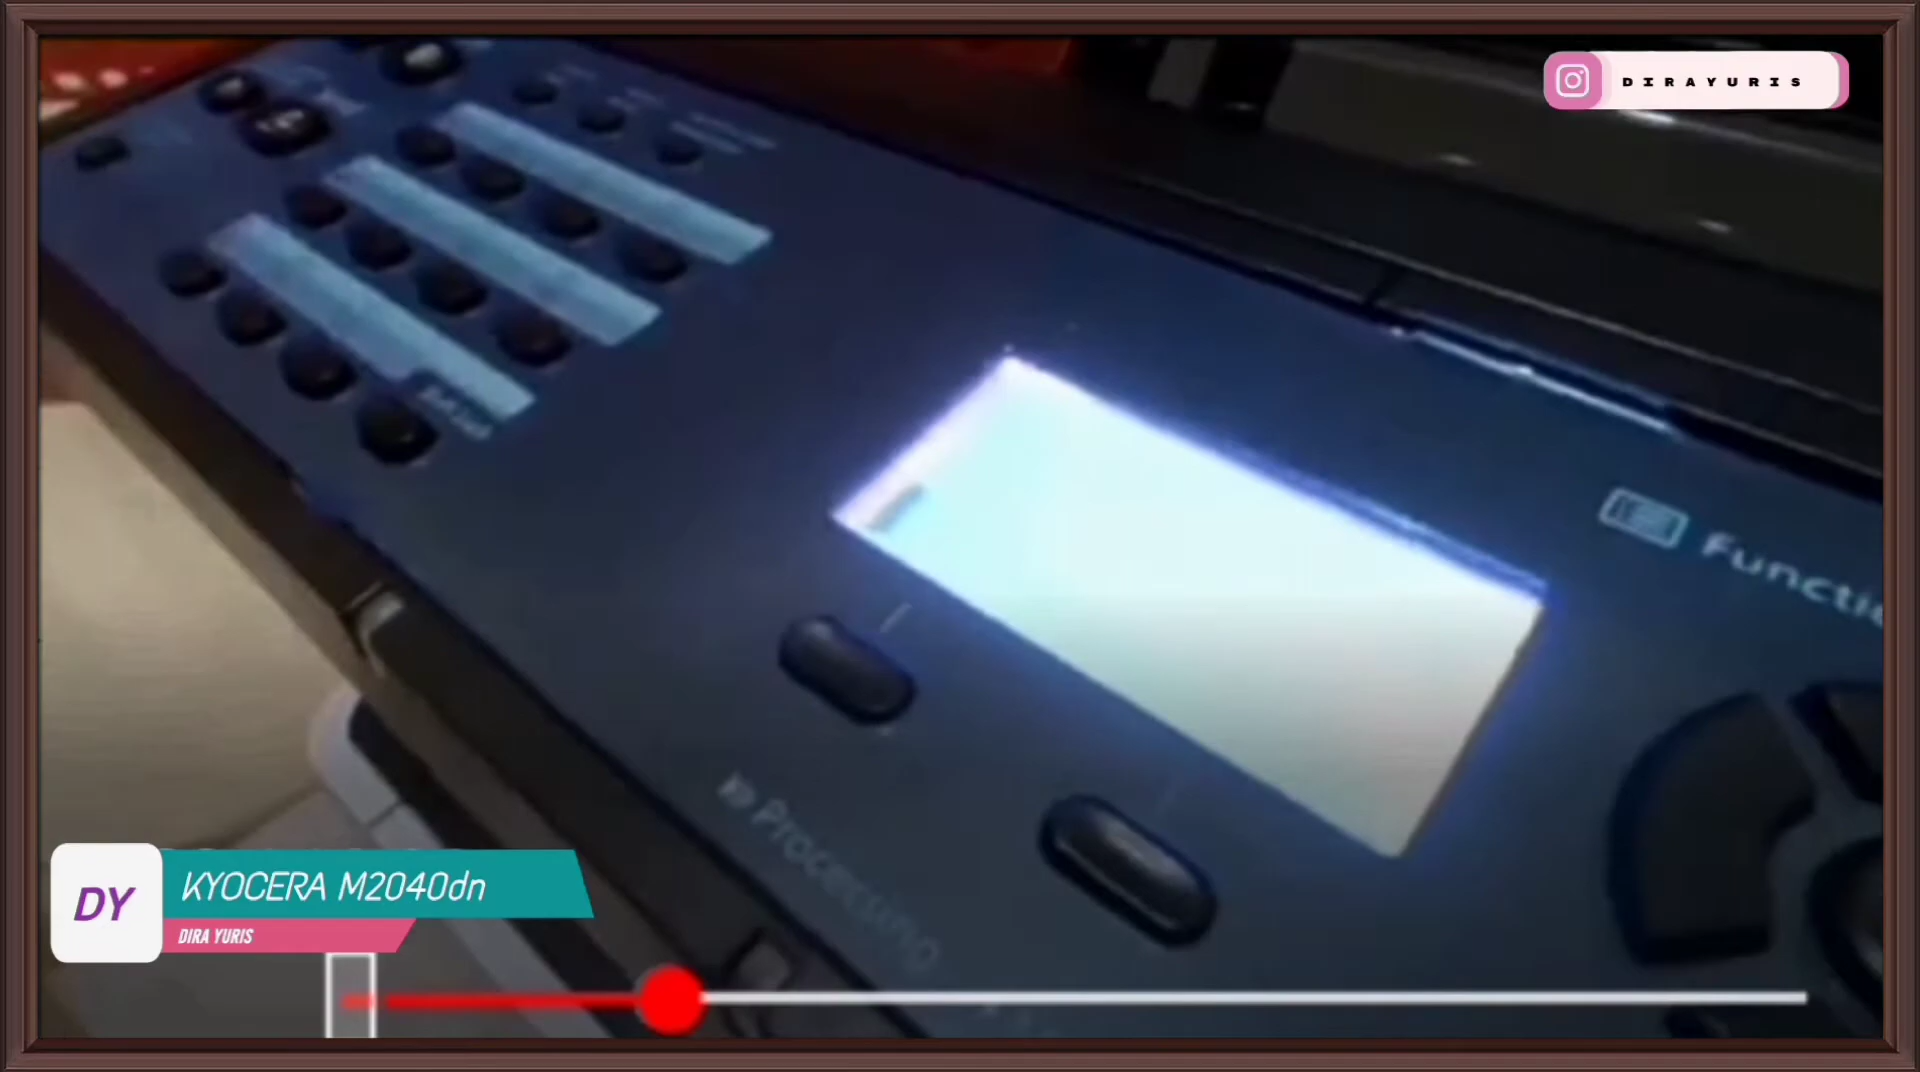 DIRAYURIS
Functi
Processing
DY
KYOCERA M2040dn
DIRA YURIS